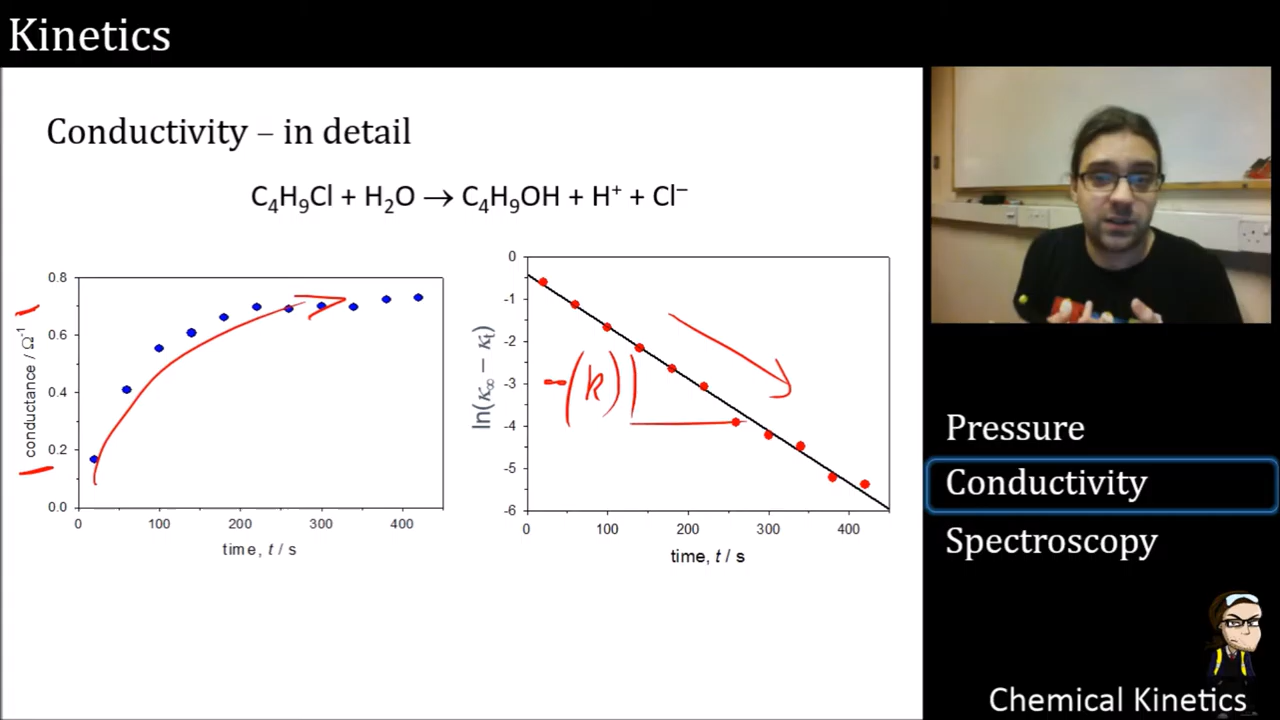 Kinetics
Conductivity – in detail
C₄H₉Cl + H₂O → C₄H₉OH + H⁺ + Cl⁻
0.8
0.6
0.4
0.2
0.0
conductance / Ω⁻¹
0 100 200 300 400
time, t / s
0
-1
-2
-3
-4
-5
-6
ln(κ∞ – κt)
-(k)
0 100 200 300 400
time, t / s
Pressure
Conductivity
Spectroscopy
Chemical Kinetics